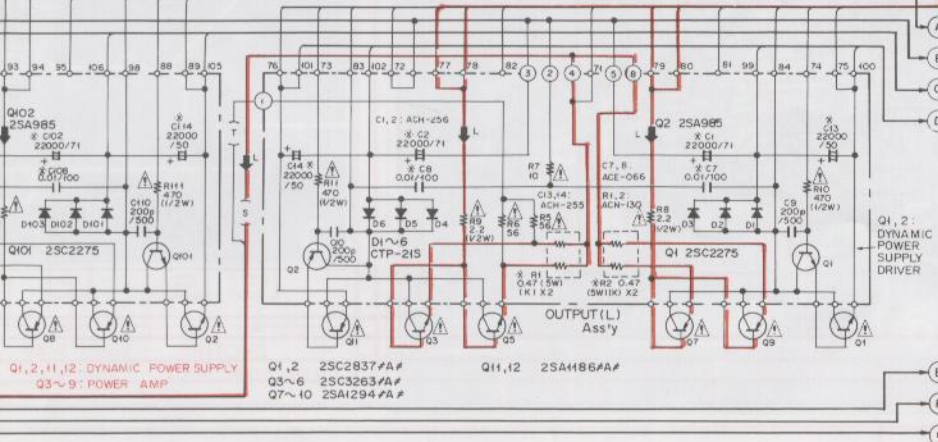 93 94 95 106 98 88 89 105
76 101 73 83 102 72 77 78 82 3 2 4 71 5 8 79 80 81 99 84 74 75 100
Q102
2SA985
※ C102
22000/71
※ C114
22000
/50
0.01/100
R111
470
(1/2W)
C110
200p
/500
D103 D102 D101
Q101 2SC2275
Q101
Q8 Q10 Q2
1
T
L
S
C1, 2: ACH-256
※ C2
22000/71
※ C8
0.01/100
C14 ※
22000
/50
R11
470
(1/2W)
200p
/500
Q2
D6 D5 D4
D1~6
CTP-21S
L
R9
2.2
(1/2W)
R6
56
R5
56
R7
10
C13, 14:
ACH-255
C7, 8:
ACE-066
R1, 2:
ACN-130
※ R1
0.47 (5W)
(K) X2
※R2 0.47
(5W)(K) X2
OUTPUT(L)
Ass'y
L
Q2 2SA985
※ C1
22000/71
※ C7
0.01/100
R8
2.2
(1/2W)
D3 D2 D1
C9
200p
/500
※ C13
22000
/50
R10
470
(1/2W)
Q1 2SC2275
Q1
Q1, 2:
DYNAMIC
POWER
SUPPLY
DRIVER
Q11 Q3 Q5 Q7 Q9
Q1, 2, 11, 12: DYNAMIC POWER SUPPLY
Q3~9: POWER AMP
Q1, 2 2SC2837*A*
Q3~6 2SC3263*A*
Q7~10 2SA1294*A*
Q11, 12 2SA1186*A*